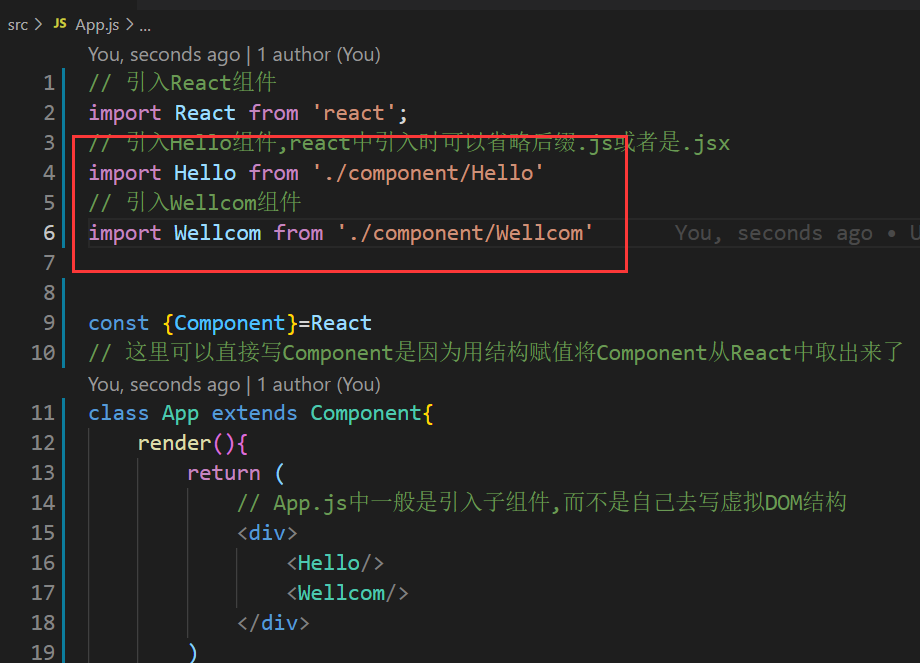 src > JS App.js > ...
You, seconds ago | 1 author (You)
1 // 引入React组件
2 import React from 'react';
3 // 引入Hello组件,react中引入时可以省略后缀.js或者是.jsx
4 import Hello from './component/Hello'
5 // 引入Wellcom组件
6 import Wellcom from './component/Wellcom' You, seconds ago • U
7
8
9 const {Component}=React
10 // 这里可以直接写Component是因为用结构赋值将Component从React中取出来了
You, seconds ago | 1 author (You)
11 class App extends Component{
12 render(){
13 return (
14 // App.js中一般是引入子组件,而不是自己去写虚拟DOM结构
15 <div>
16 <Hello/>
17 <Wellcom/>
18 </div>
19 )